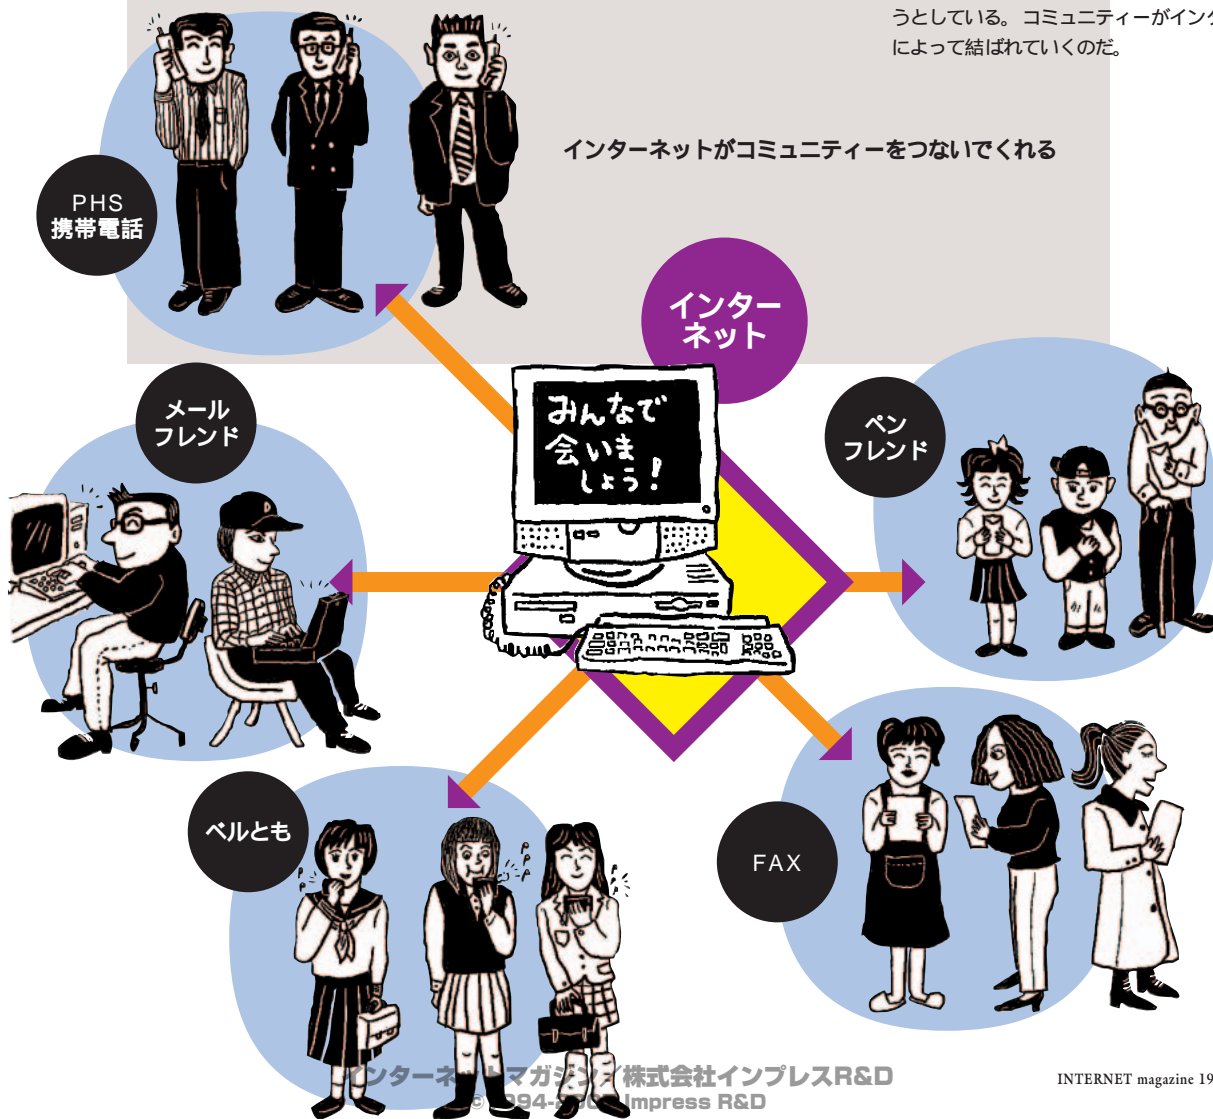 うとしている。コミュニティーがインタ
によって結ばれていくのだ。
インターネットがコミュニティーをつないでくれる
PHS
携帯電話
インター
ネット
メール
フレンド
みんなで
会いま
しょう!
ペン
フレンド
ベルとも
FAX
インターネットマガジン/株式会社インプレスR&D
©1994-2007 Impress R&D
INTERNET magazine 19